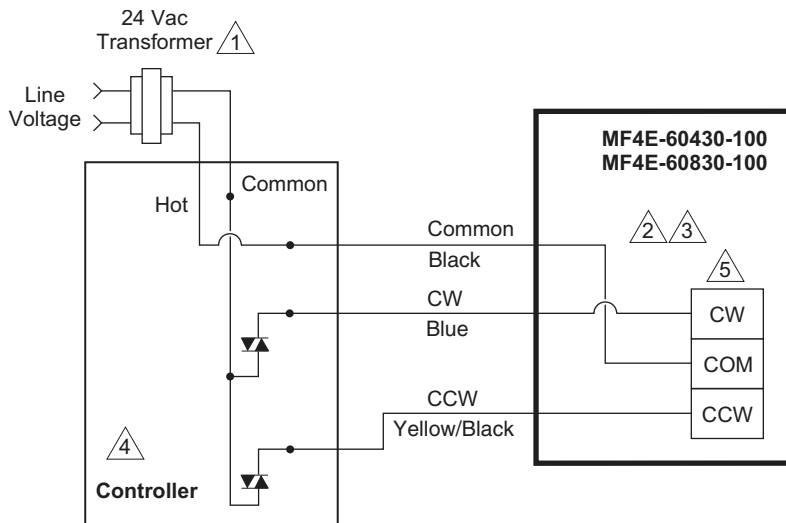 24 Vac
Transformer 1
Line
Voltage
MF4E-60430-100
MF4E-60830-100
Common
Hot
Common
Black
2 3
5
CW
Blue
CW
COM
CCW
Yellow/Black
CCW
4
Controller